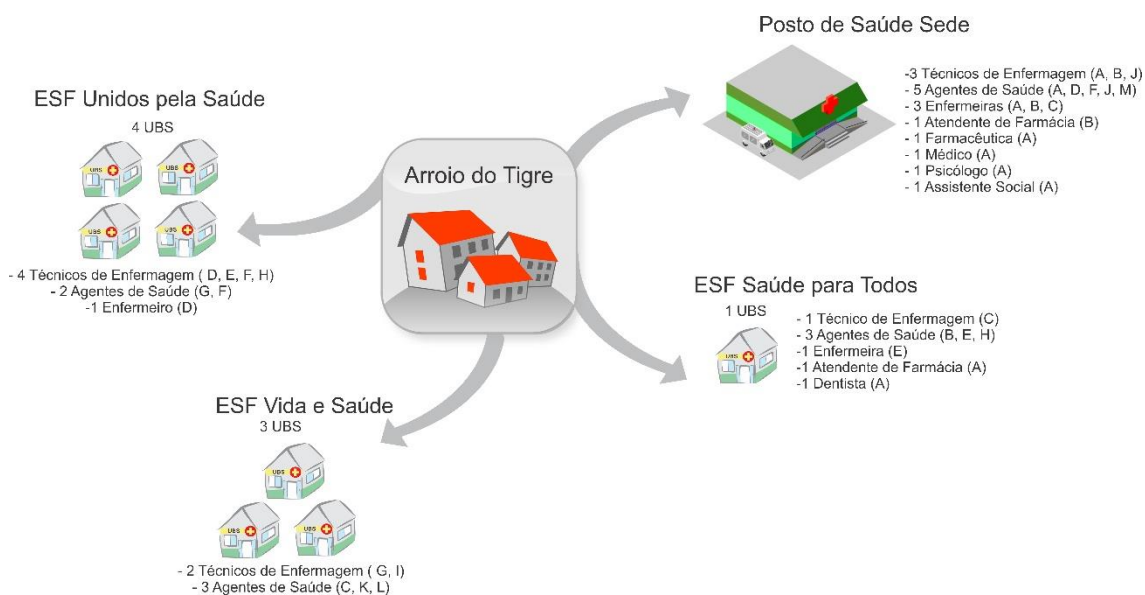 Posto de Saúde Sede
-3 Técnicos de Enfermagem (A, B, J)
- 5 Agentes de Saúde (A, D, F, J, M)
- 3 Enfermeiras (A, B, C)
- 1 Atendente de Farmácia (B)
- 1 Farmacêutica (A)
- 1 Médico (A)
- 1 Psicólogo (A)
- 1 Assistente Social (A)
ESF Unidos pela Saúde
4 UBS
UBS
UBS
UBS
UBS
- 4 Técnicos de Enfermagem ( D, E, F, H)
- 2 Agentes de Saúde (G, F)
-1 Enfermeiro (D)
Arroio do Tigre
ESF Saúde para Todos
1 UBS
UBS
- 1 Técnico de Enfermagem (C)
- 3 Agentes de Saúde (B, E, H)
-1 Enfermeira (E)
-1 Atendente de Farmácia (A)
-1 Dentista (A)
ESF Vida e Saúde
3 UBS
UBS
UBS
UBS
- 2 Técnicos de Enfermagem ( G, I)
- 3 Agentes de Saúde (C, K, L)